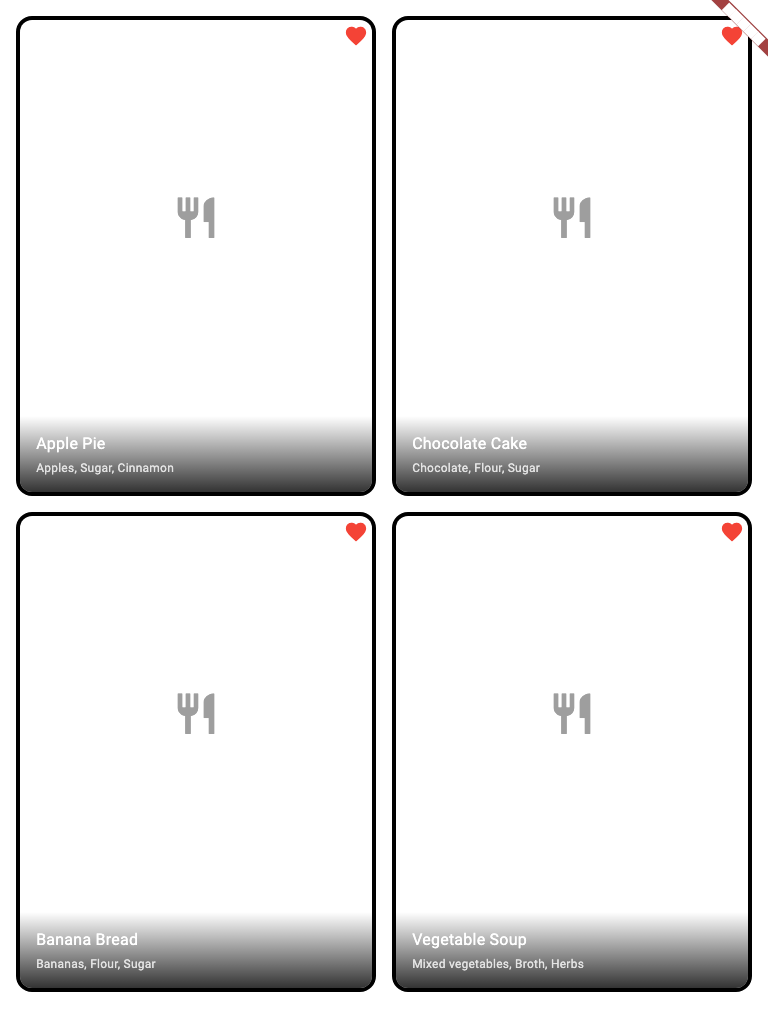 Apple Pie
Apples, Sugar, Cinnamon
Chocolate Cake
Chocolate, Flour, Sugar
Banana Bread
Bananas, Flour, Sugar
Vegetable Soup
Mixed vegetables, Broth, Herbs